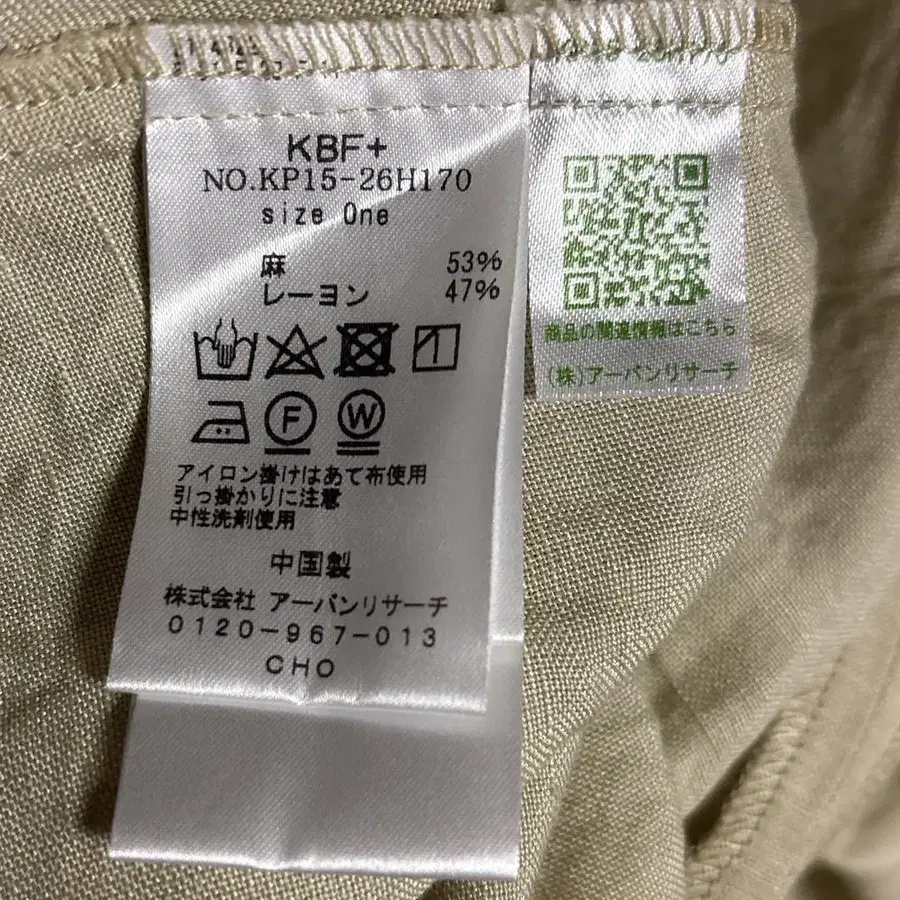 KBF+
NO.KP15-26H170
size One
麻 53%
レーヨン 47%
F W
アイロン掛けはあて布使用
引っ掛かりに注意
中性洗剤使用
中国製
株式会社 アーバンリサーチ
0120-967-013
CHO
商品の関連情報はこちら
(株)アーバンリサーチ